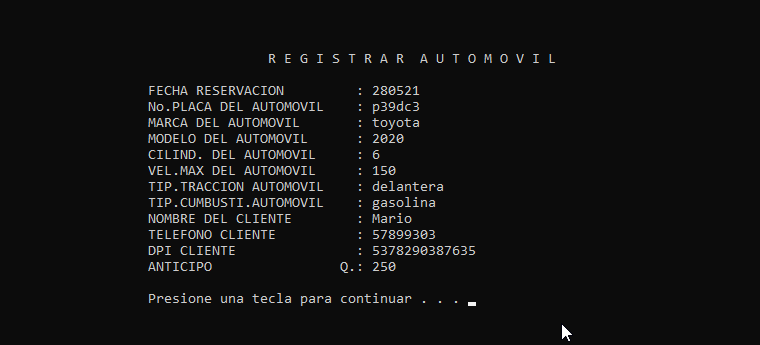 R E G I S T R A R  A U T O M O V I L
FECHA RESERVACION : 280521
No.PLACA DEL AUTOMOVIL : p39dc3
MARCA DEL AUTOMOVIL : toyota
MODELO DEL AUTOMOVIL : 2020
CILIND. DEL AUTOMOVIL : 6
VEL.MAX DEL AUTOMOVIL : 150
TIP.TRACCION AUTOMOVIL : delantera
TIP.CUMBUSTI.AUTOMOVIL : gasolina
NOMBRE DEL CLIENTE : Mario
TELEFONO CLIENTE : 57899303
DPI CLIENTE : 5378290387635
ANTICIPO Q.: 250
Presione una tecla para continuar . . .